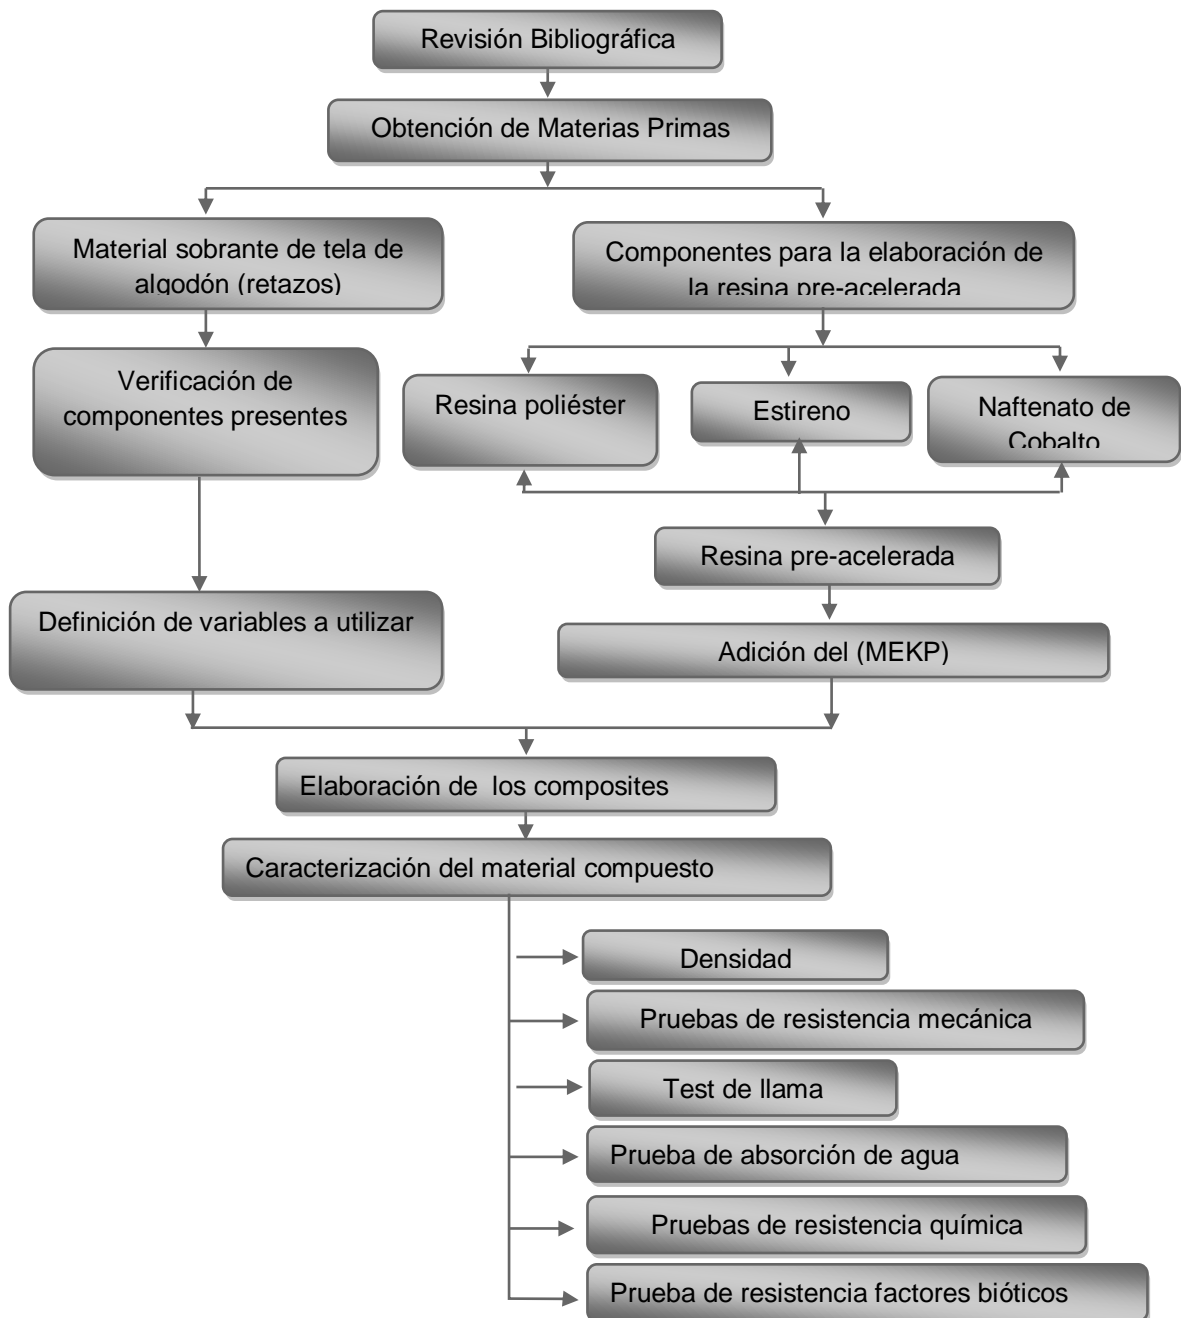 Revisión Bibliográfica
Obtención de Materias Primas
Material sobrante de tela de
algodón (retazos)
Componentes para la elaboración de
la resina pre-acelerada
Verificación de
componentes presentes
Resina poliéster
Estireno
Naftenato de
Cobalto
Resina pre-acelerada
Definición de variables a utilizar
Adición del (MEKP)
Elaboración de los composites
Caracterización del material compuesto
Densidad
Pruebas de resistencia mecánica
Test de llama
Prueba de absorción de agua
Pruebas de resistencia química
Prueba de resistencia factores bióticos